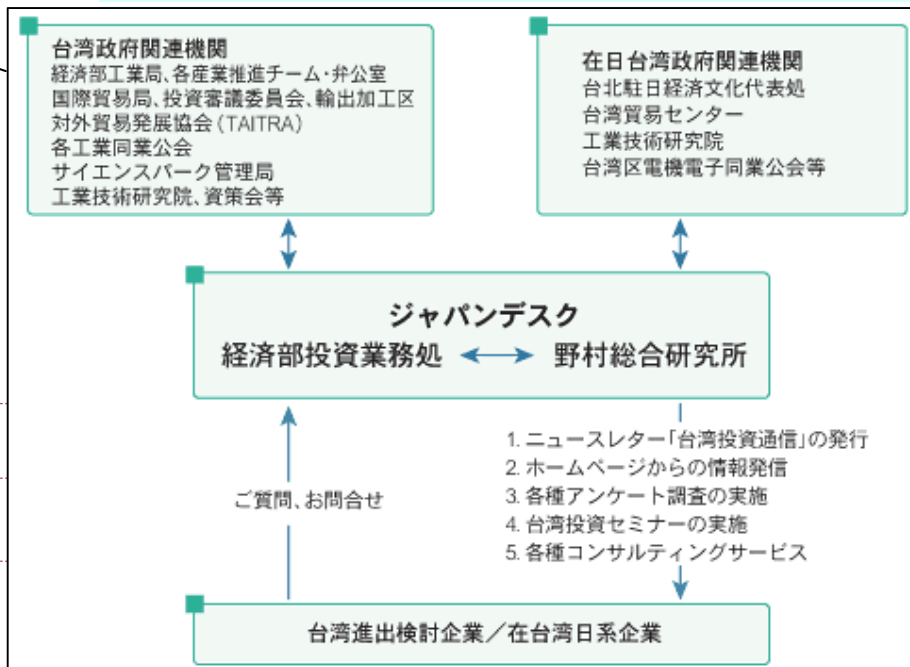 台湾政府関連機関
経済部工業局、各産業推進チーム・弁公室
国際貿易局、投資審議委員会、輸出加工区
対外貿易発展協会(TAITRA)
各工業同業公会
サイエンスパーク管理局
工業技術研究院、資策会等
在日台湾政府関連機関
台北駐日経済文化代表処
台湾貿易センター
工業技術研究院
台湾区電機電子同業公会等
ジャパンデスク
経済部投資業務処 野村総合研究所
ご質問、お問合せ
1. ニュースレター「台湾投資通信」の発行
2. ホームページからの情報発信
3. 各種アンケート調査の実施
4. 台湾投資セミナーの実施
5. 各種コンサルティングサービス
台湾進出検討企業／在台湾日系企業